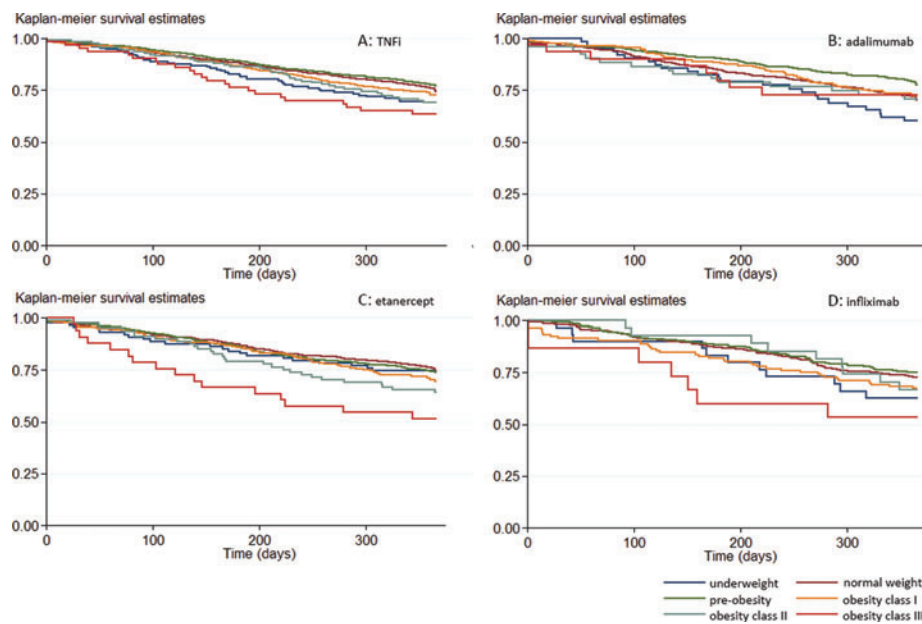 Kaplan-meier survival estimates
A: TNFi
1.00
0.75
0.50
0.25
0.00
0 100 200 300
Time (days)
Kaplan-meier survival estimates
B: adalimumab
1.00
0.75
0.50
0.25
0.00
0 100 200 300
Time (days)
Kaplan-meier survival estimates
C: etanercept
1.00
0.75
0.50
0.25
0.00
0 100 200 300
Time (days)
Kaplan-meier survival estimates
D: infliximab
1.00
0.75
0.50
0.25
0.00
0 100 200 300
Time (days)
underweight normal weight
pre-obesity obesity class I
obesity class II obesity class III